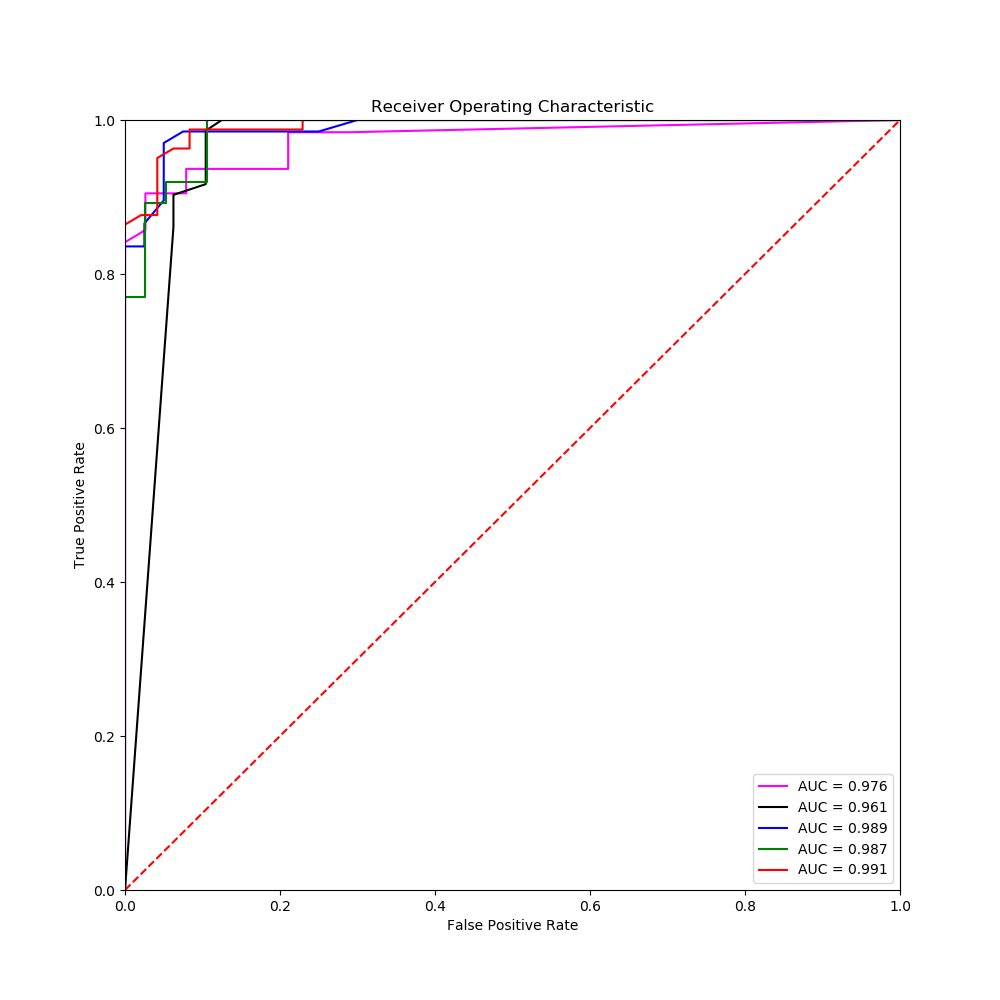 Receiver Operating Characteristic
1.0
0.8
0.6
0.4
0.2
0.0
True Positive Rate
0.0 0.2 0.4 0.6 0.8 1.0
False Positive Rate
AUC = 0.976
AUC = 0.961
AUC = 0.989
AUC = 0.987
AUC = 0.991